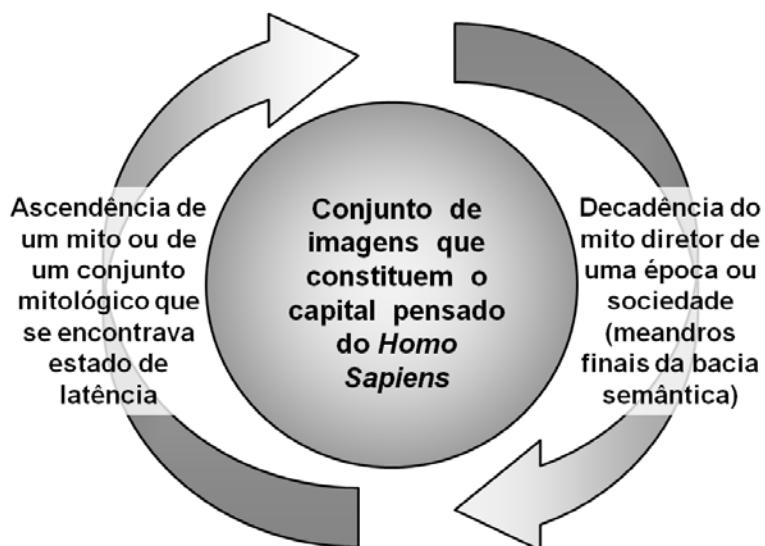 Ascendência de
um mito ou de
um conjunto
mitológico que
se encontrava
estado de
latência
Conjunto de
imagens que
constituem o
capital pensado
do Homo
Sapiens
Decadência do
mito diretor de
uma época ou
sociedade
(meandros
finais da bacia
semântica)